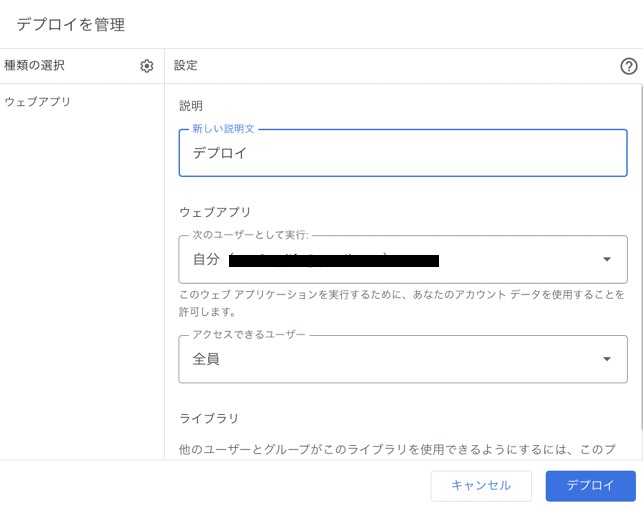 デプロイを管理
種類の選択
設定
ウェブアプリ
説明
新しい説明文
デプロイ
ウェブアプリ
次のユーザーとして実行:
自分（
このウェブ アプリケーションを実行するために、あなたのアカウント データを使用することを
許可します。
アクセスできるユーザー
全員
ライブラリ
他のユーザーとグループがこのライブラリを使用できるようにするには、このプ
キャンセル
デプロイ